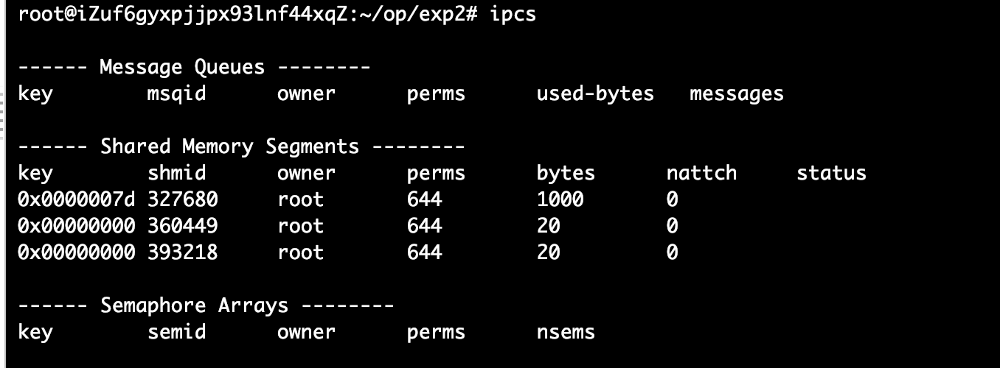 root@iZuf6gyxpjjpx93lnf44xqZ:~/op/exp2# ipcs
------ Message Queues --------
key        msqid      owner      perms      used-bytes   messages
------ Shared Memory Segments --------
key        shmid      owner      perms      bytes      nattch     status
0x0000007d 327680     root       644        1000       0
0x00000000 360449     root       644        20         0
0x00000000 393218     root       644        20         0
------ Semaphore Arrays --------
key        semid      owner      perms      nsems